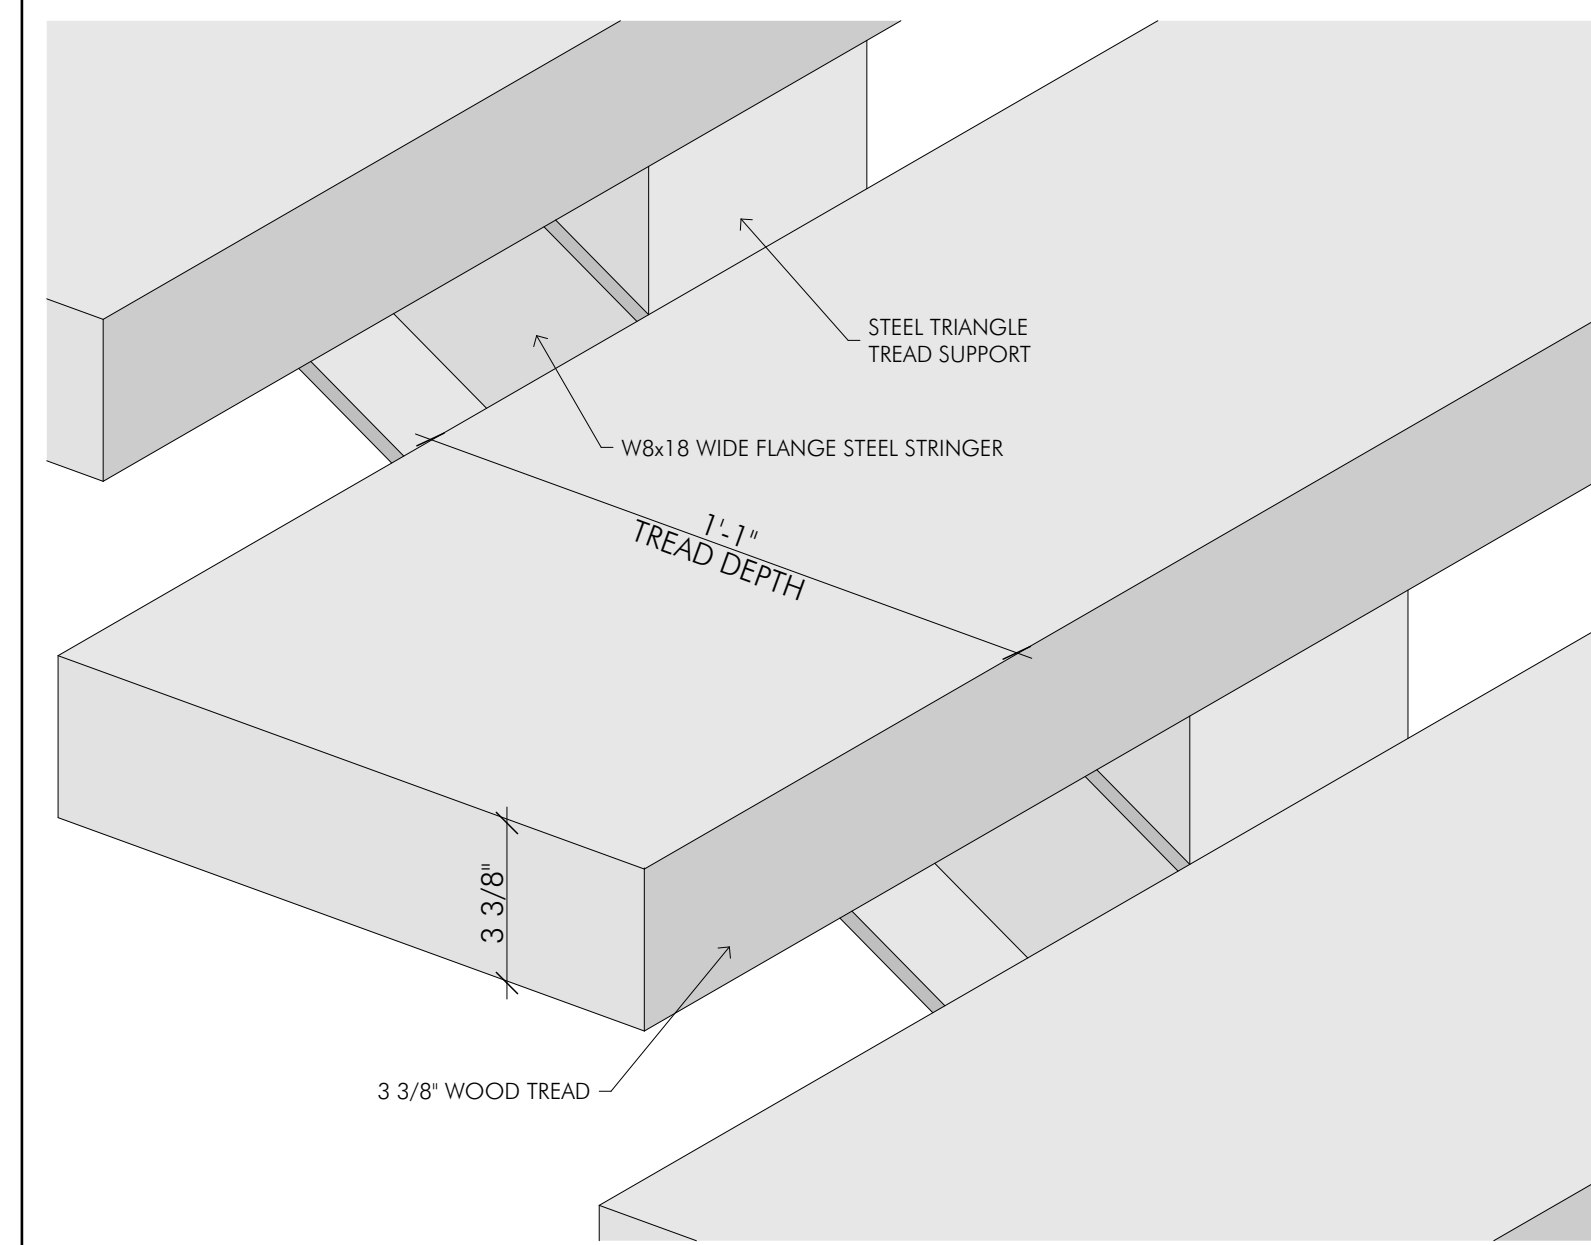 STEEL TRIANGLE
TREAD SUPPORT
W8x18 WIDE FLANGE STEEL STRINGER
1'-1"
TREAD DEPTH
3 3/8"
3 3/8" WOOD TREAD